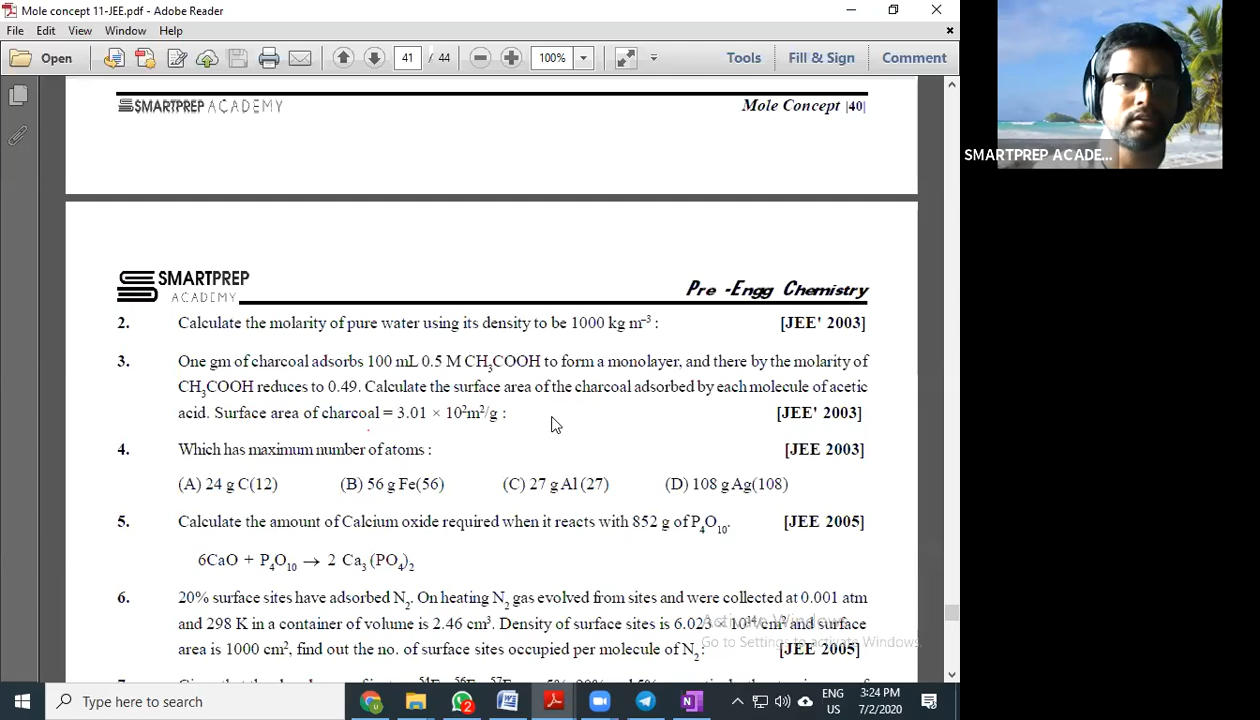 Mole concept 11-JEE.pdf - Adobe Reader
File Edit View Window Help
Open 41 / 44 100% Tools Fill & Sign Comment
SMARTPREP ACADEMY Mole Concept |40|
SMARTPREP ACADE...
SMARTPREP
ACADEMY
Pre -Engg Chemistry
2. Calculate the molarity of pure water using its density to be 1000 kg m⁻³ : [JEE' 2003]
3. One gm of charcoal adsorbs 100 mL 0.5 M CH₃COOH to form a monolayer, and there by the molarity of
CH₃COOH reduces to 0.49. Calculate the surface area of the charcoal adsorbed by each molecule of acetic
acid. Surface area of charcoal = 3.01 × 10²m²/g : [JEE' 2003]
4. Which has maximum number of atoms : [JEE 2003]
(A) 24 g C(12) (B) 56 g Fe(56) (C) 27 g Al (27) (D) 108 g Ag(108)
5. Calculate the amount of Calcium oxide required when it reacts with 852 g of P₄O₁₀. [JEE 2005]
6CaO + P₄O₁₀ → 2 Ca₃(PO₄)₂
6. 20% surface sites have adsorbed N₂. On heating N₂ gas evolved from sites and were collected at 0.001 atm
and 298 K in a container of volume is 2.46 cm³. Density of surface sites is 6.023 × 10¹⁴/cm² and surface
area is 1000 cm², find out the no. of surface sites occupied per molecule of N₂ : [JEE 2005]
Activate Windows
Go to Settings to activate Windows.
Type here to search
2
ENG
US
3:24 PM
7/2/2020